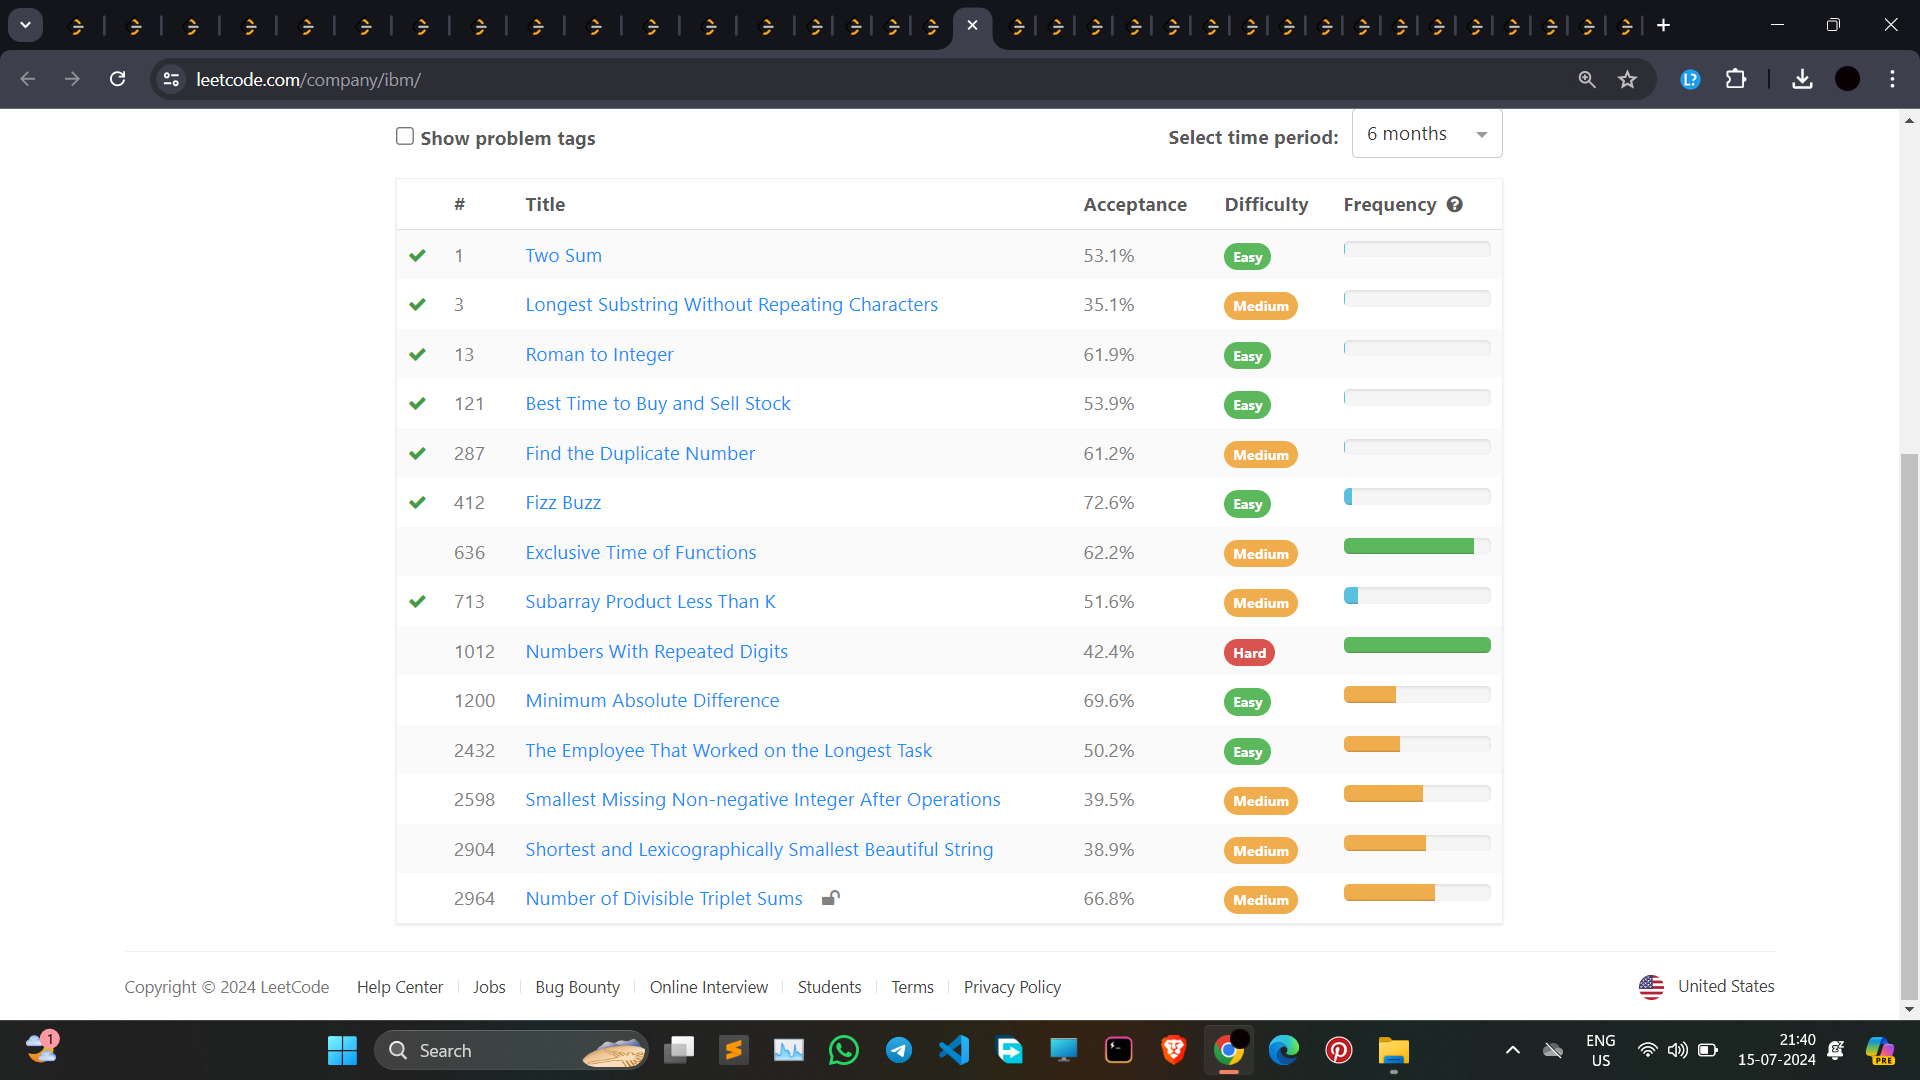 leetcode.com/company/ibm/
L?
Show problem tags
Select time period: 6 months
# Title Acceptance Difficulty Frequency ?
1 Two Sum 53.1% Easy
3 Longest Substring Without Repeating Characters 35.1% Medium
13 Roman to Integer 61.9% Easy
121 Best Time to Buy and Sell Stock 53.9% Easy
287 Find the Duplicate Number 61.2% Medium
412 Fizz Buzz 72.6% Easy
636 Exclusive Time of Functions 62.2% Medium
713 Subarray Product Less Than K 51.6% Medium
1012 Numbers With Repeated Digits 42.4% Hard
1200 Minimum Absolute Difference 69.6% Easy
2432 The Employee That Worked on the Longest Task 50.2% Easy
2598 Smallest Missing Non-negative Integer After Operations 39.5% Medium
2904 Shortest and Lexicographically Smallest Beautiful String 38.9% Medium
2964 Number of Divisible Triplet Sums 66.8% Medium
Copyright © 2024 LeetCode Help Center Jobs Bug Bounty Online Interview Students Terms Privacy Policy United States
1
Search
ENG
US
21:40
15-07-2024
PRE